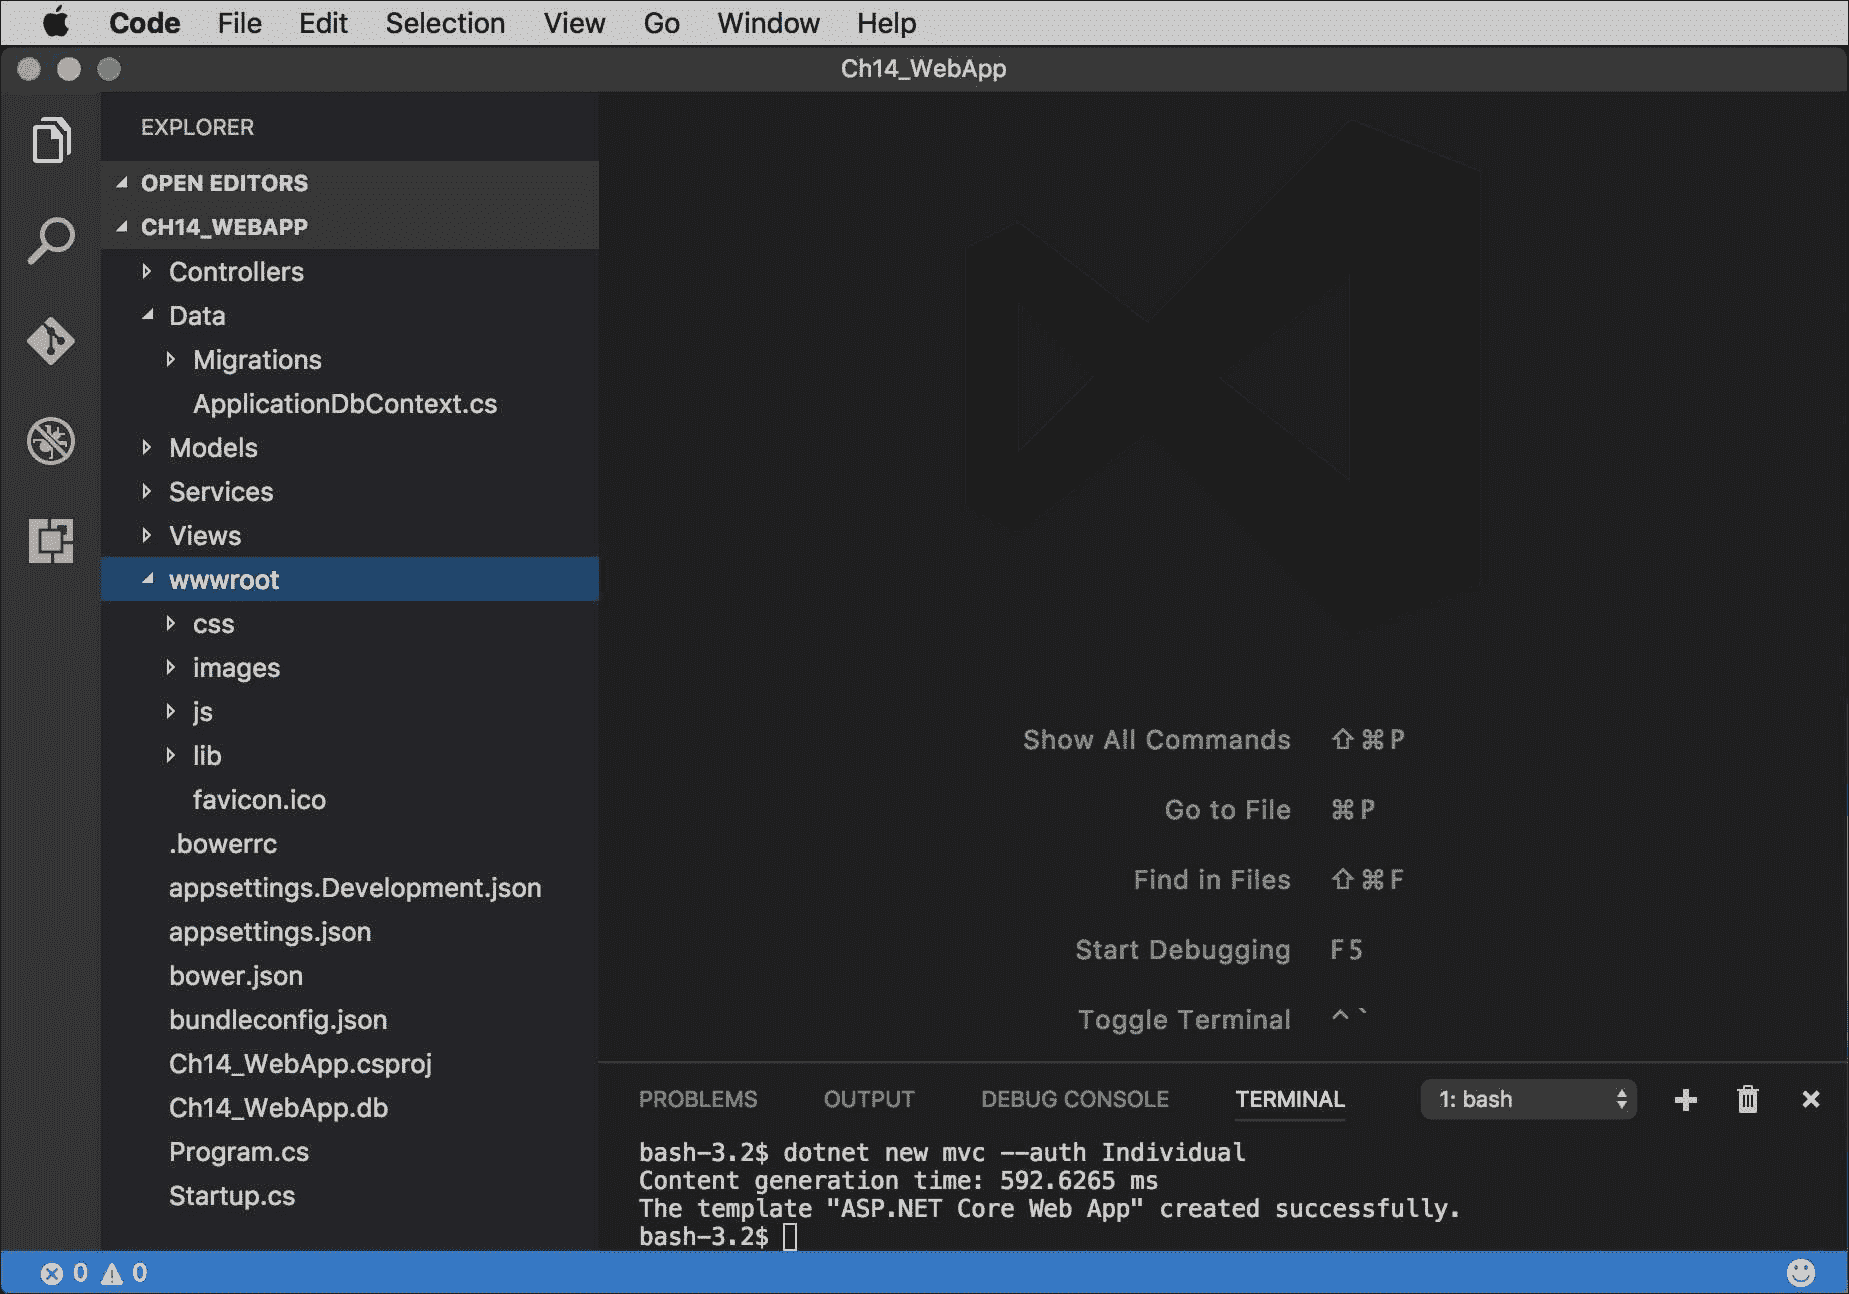 Code File Edit Selection View Go Window Help
Ch14_WebApp
EXPLORER
OPEN EDITORS
CH14_WEBAPP
Controllers
Data
Migrations
ApplicationDbContext.cs
Models
Services
Views
wwwroot
css
images
js
lib
favicon.ico
.bowerrc
appsettings.Development.json
appsettings.json
bower.json
bundleconfig.json
Ch14_WebApp.csproj
Ch14_WebApp.db
Program.cs
Startup.cs
Show All Commands ⇧⌘P
Go to File ⌘P
Find in Files ⇧⌘F
Start Debugging F5
Toggle Terminal ^`
PROBLEMS OUTPUT DEBUG CONSOLE TERMINAL 1: bash
bash-3.2$ dotnet new mvc --auth Individual
Content generation time: 592.6265 ms
The template "ASP.NET Core Web App" created successfully.
bash-3.2$
0 0